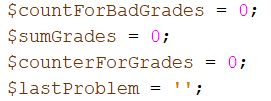 $countForBadGrades = 0;
$sumGrades = 0;
$counterForGrades = 0;
$lastProblem = '';